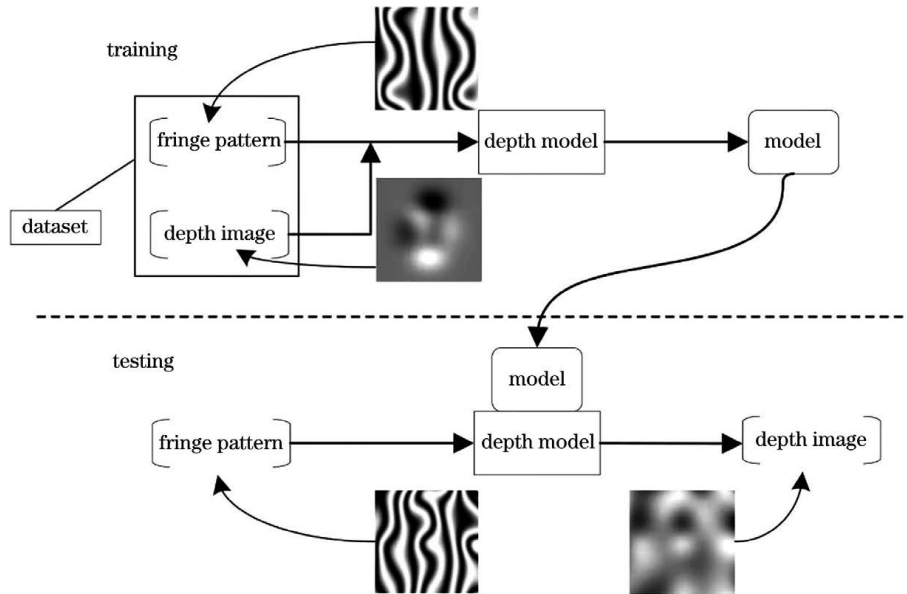 training
fringe pattern
depth model
model
dataset
depth image
testing
model
fringe pattern
depth model
depth image